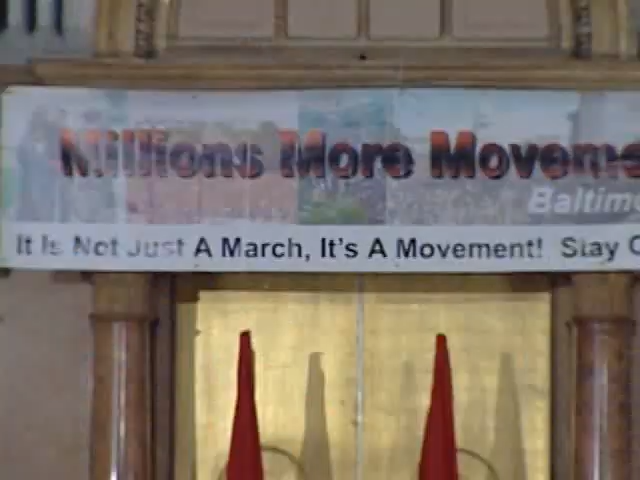 Millions More Moveme
Baltim
It Is Not Just A March, It's A Movement! Stay